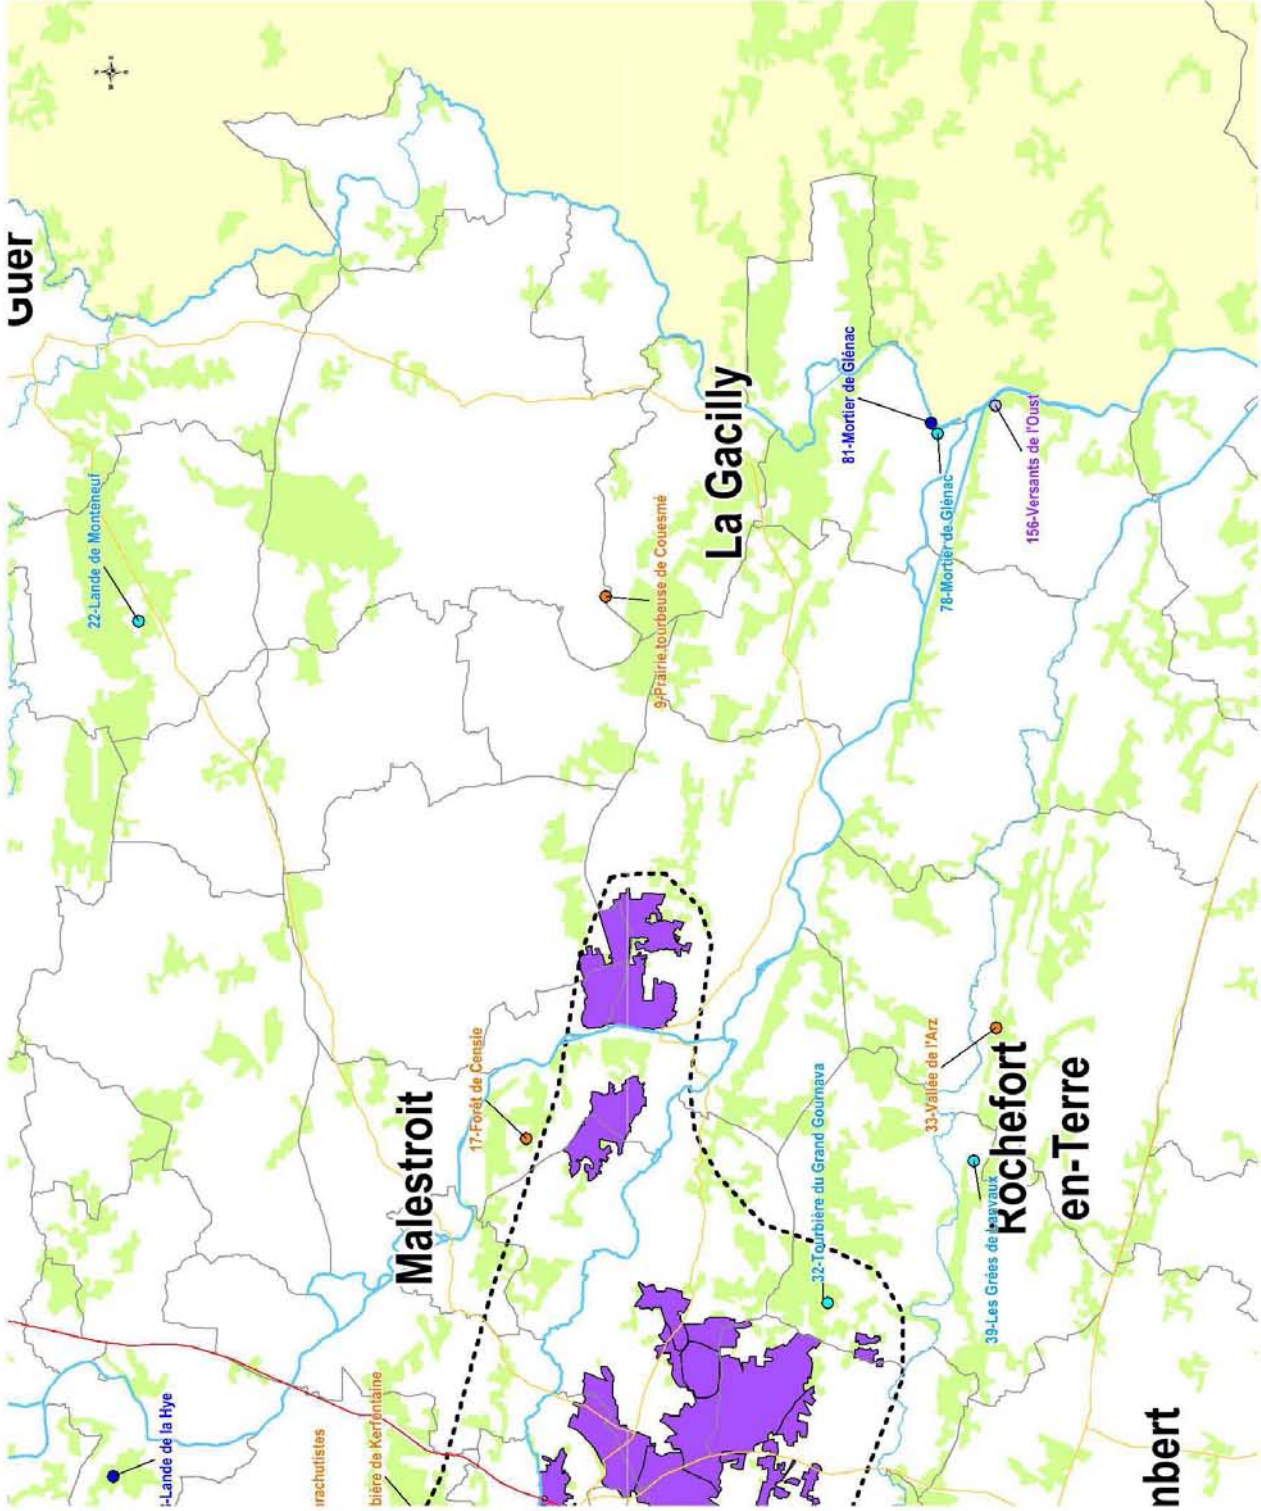 Guer
22-Lande de Monteneuf
81-Mortier de Glénac
La Gacilly
9-Prairie tourbeuse de Couesmé
78-Mortier de Glénac
156-Versants de l'Oust
17-Forêt de Censie
Malestroit
33-Vallée de l'Arz
Rochefort
en-Terre
32-Tourbière du Grand Gournava
39-Les Grées de Lanvaux
-Lande de la Hye
rachutistes
bière de Kerfontaine
nbert